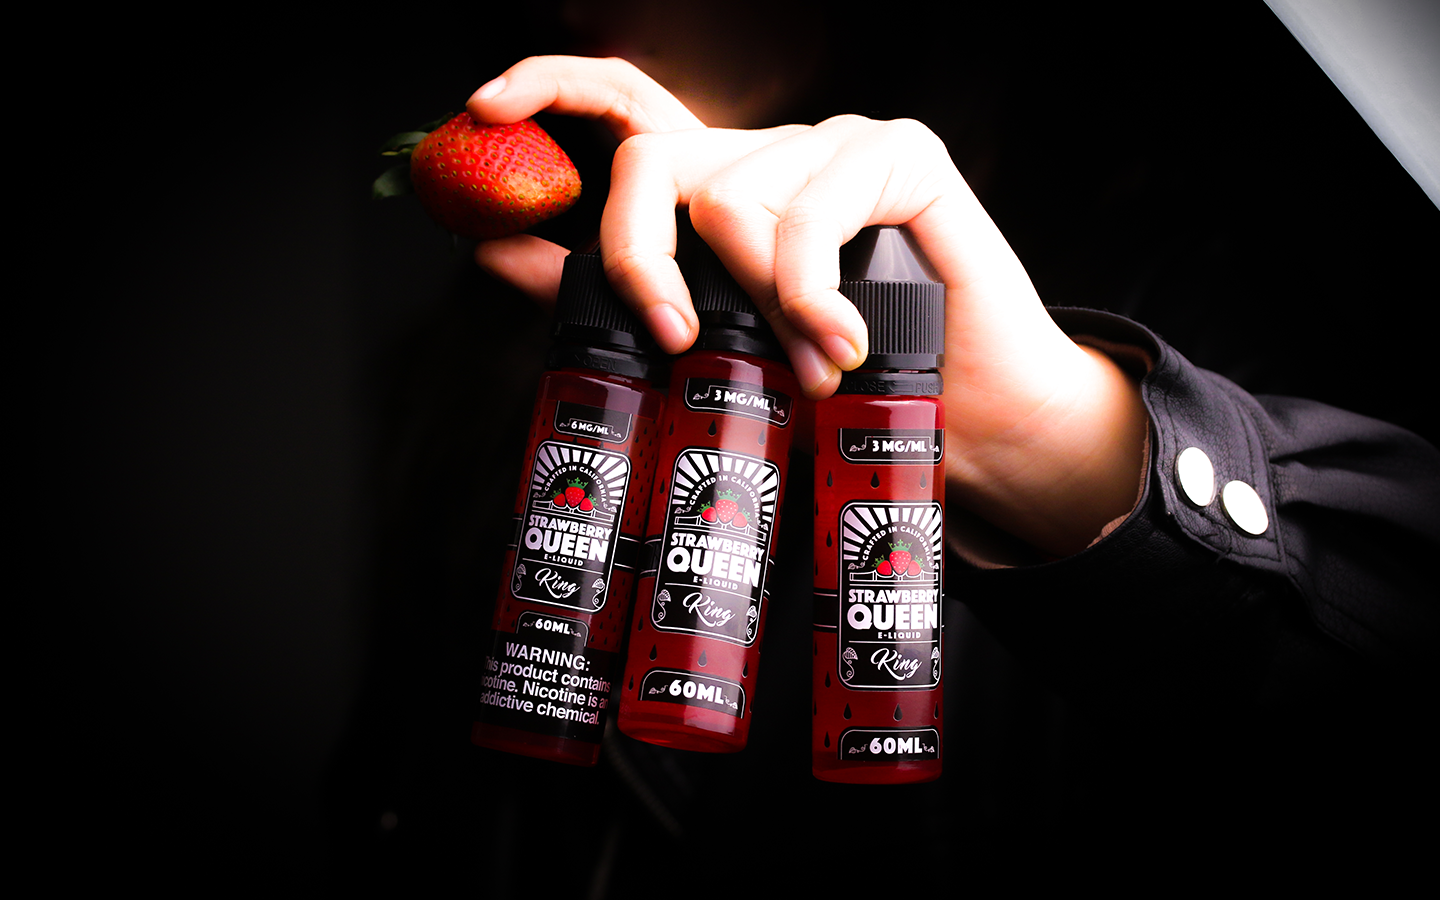 6 MG/ML
CRAFTED IN CALIFORNIA
STRAWBERRY
QUEEN
E-LIQUID
King
60ML
WARNING:
product contains
Nicotine is
addictive chemical.
3 MG/ML
CRAFTED IN CALIFORNIA
STRAWBERRY
QUEEN
E-LIQUID
King
60ML
CLOSE PUSH
3 MG/ML
CRAFTED IN CALIFORNIA
STRAWBERRY
QUEEN
E-LIQUID
King
60ML